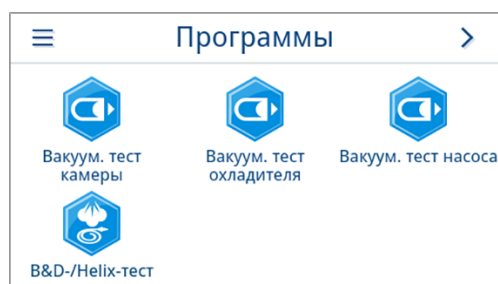 Программы
Вакуум. тест
камеры
Вакуум. тест
охладителя
Вакуум. тест насоса
B&D-/Helix-тест